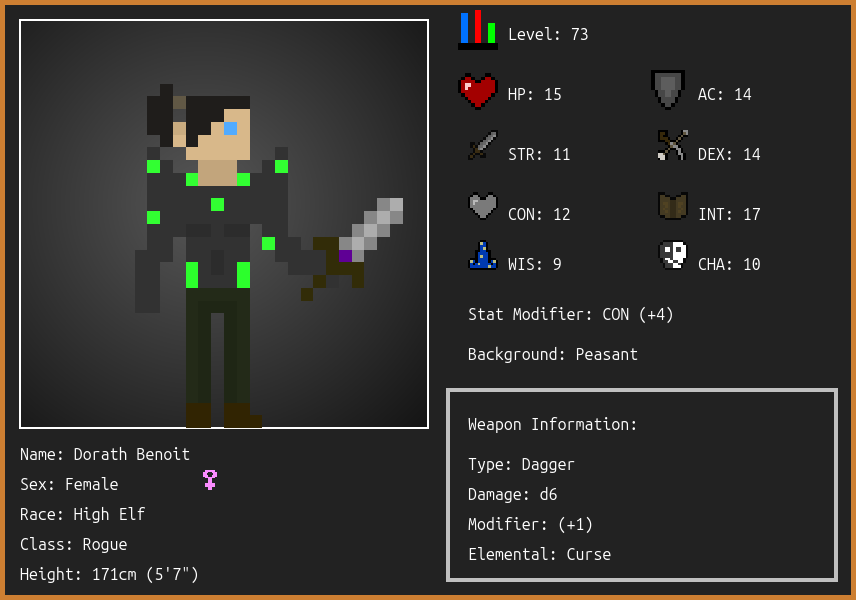 Level: 73
HP: 15
AC: 14
STR: 11
DEX: 14
CON: 12
INT: 17
WIS: 9
CHA: 10
Stat Modifier: CON (+4)
Background: Peasant
Weapon Information:
Type: Dagger
Damage: d6
Modifier: (+1)
Elemental: Curse
Name: Dorath Benoit
Sex: Female
Race: High Elf
Class: Rogue
Height: 171cm (5'7")